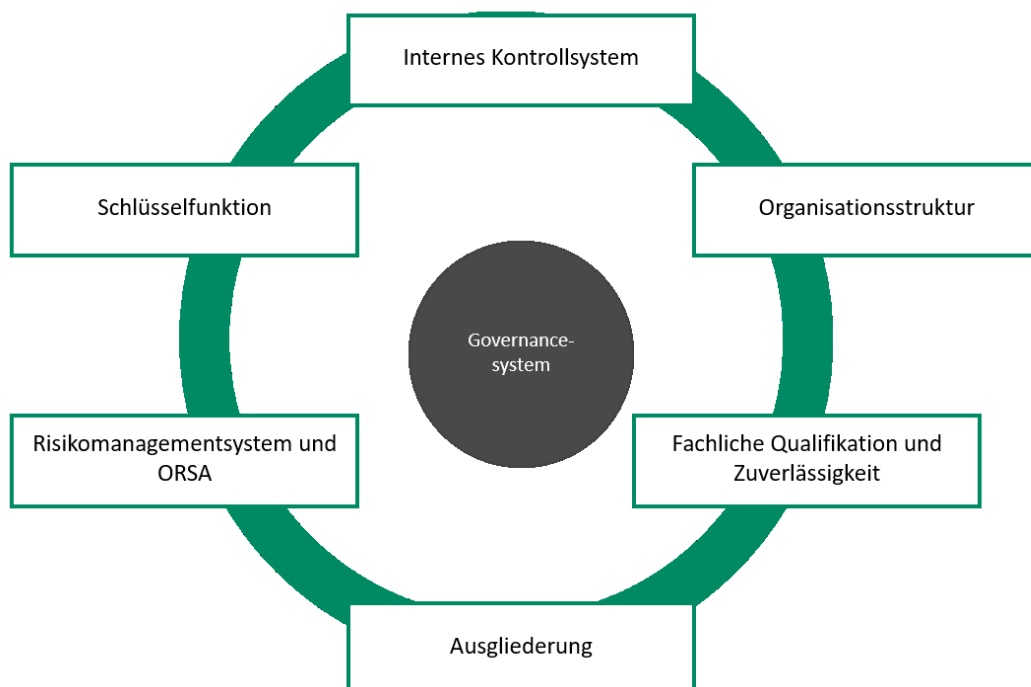 Internes Kontrollsystem
Schlüsselfunktion
Organisationsstruktur
Governance-
system
Risikomanagementsystem und
ORSA
Fachliche Qualifikation und
Zuverlässigkeit
Ausgliederung